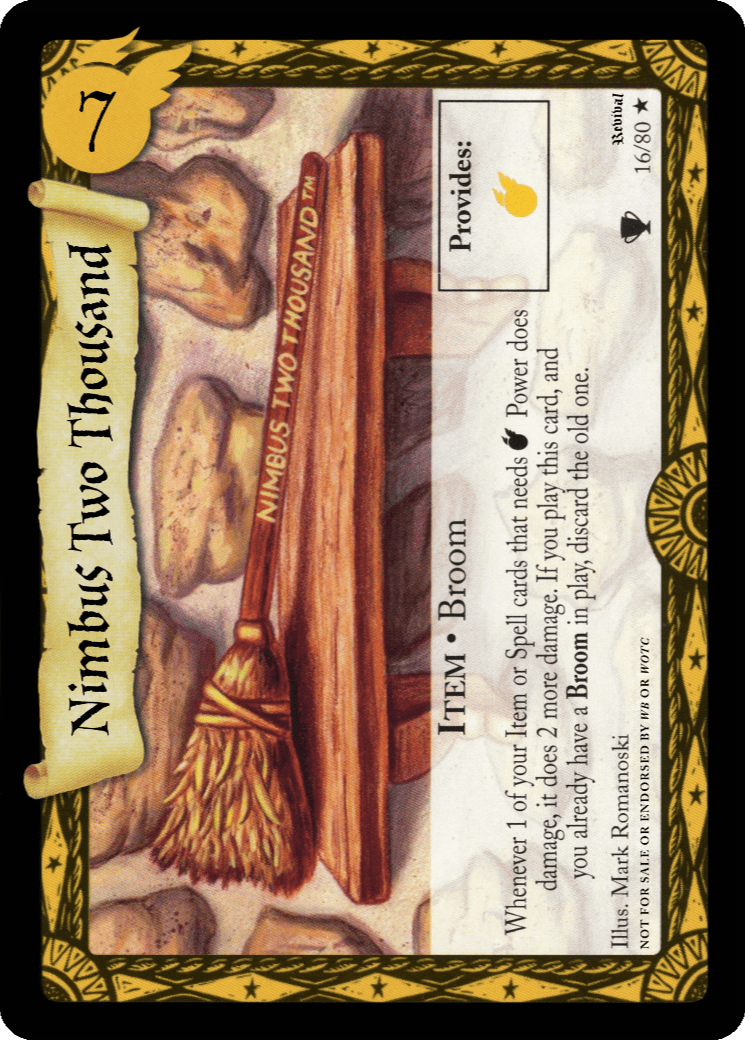 7
Nimbus Two Thousand
NIMBUS TWO THOUSAND™
ITEM • Broom
Provides:
Whenever 1 of your Item or Spell cards that needs Power does
damage, it does 2 more damage. If you play this card, and
you already have a Broom in play, discard the old one.
Illus. Mark Romanoski
NOT FOR SALE OR ENDORSED BY WB OR WOTC
Revival
16/80 ★